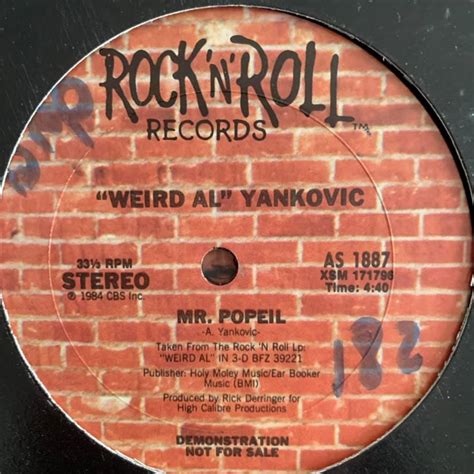 ROCK 'N' ROLL
TM
RECORDS
"WEIRD AL" YANKOVIC
33⅓ RPM
STEREO
℗ 1984 CBS Inc.
AS 1887
XSM 171796
Time: 4:40
MR. POPEIL
-A. Yankovic-
Taken From The Rock 'N Roll Lp:
"WEIRD AL" IN 3-D BFZ 39221
Publisher: Holy Moley Music/Ear Booker
Music (BMI)
Produced by Rick Derringer for
High Calibre Productions
DEMONSTRATION
NOT FOR SALE